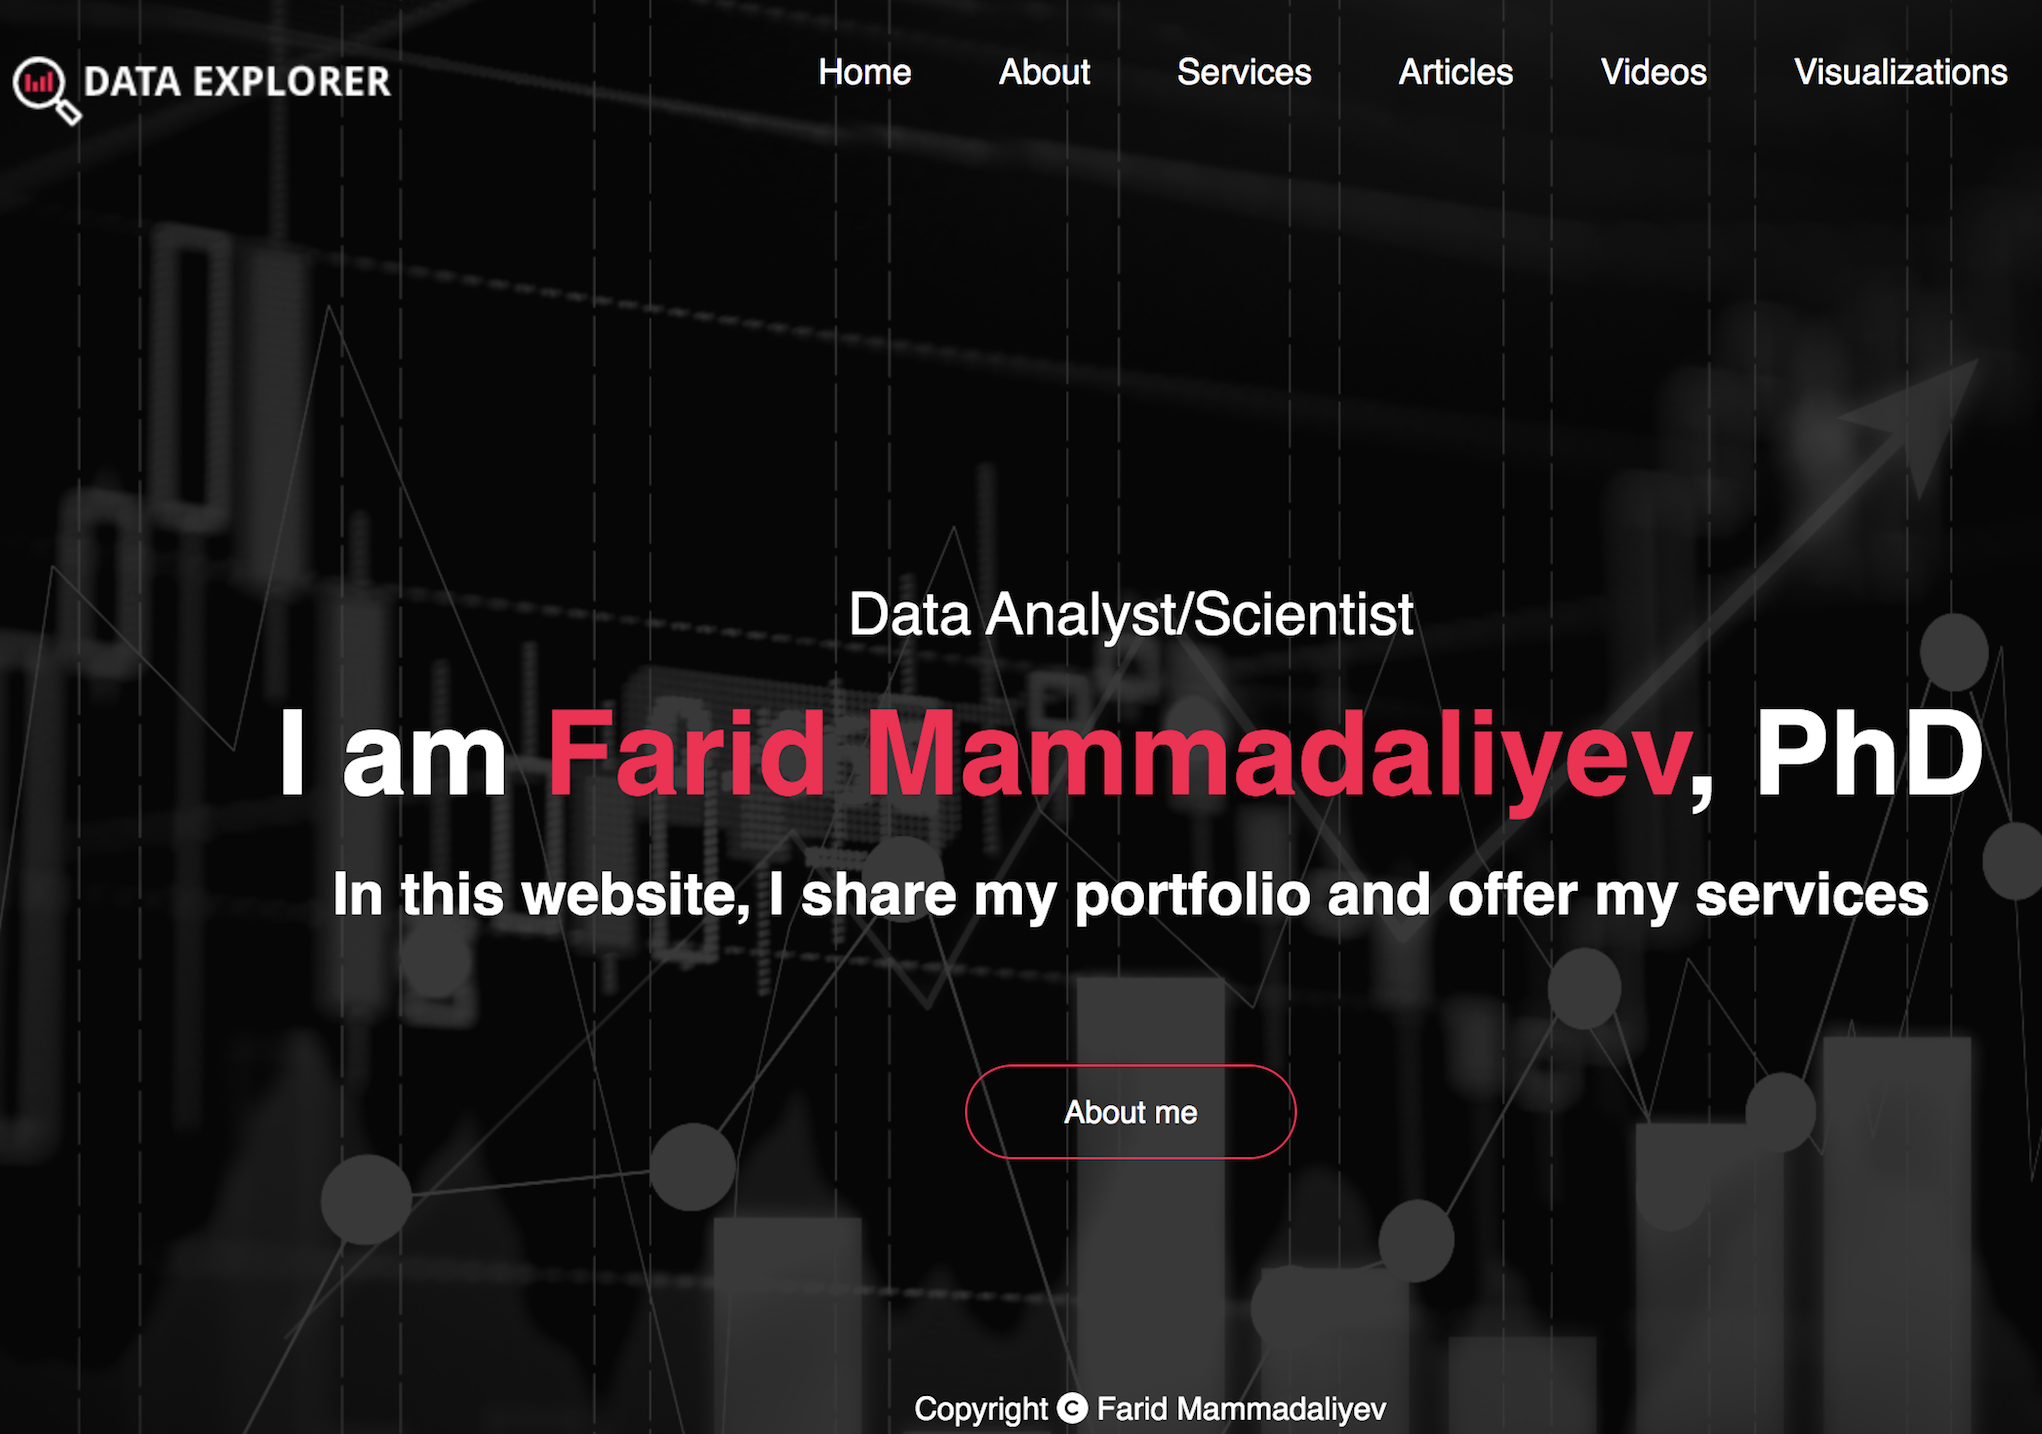 DATA EXPLORER
Home About Services Articles Videos Visualizations
Data Analyst/Scientist
I am Farid Mammadaliyev, PhD
In this website, I share my portfolio and offer my services
About me
Copyright © Farid Mammadaliyev